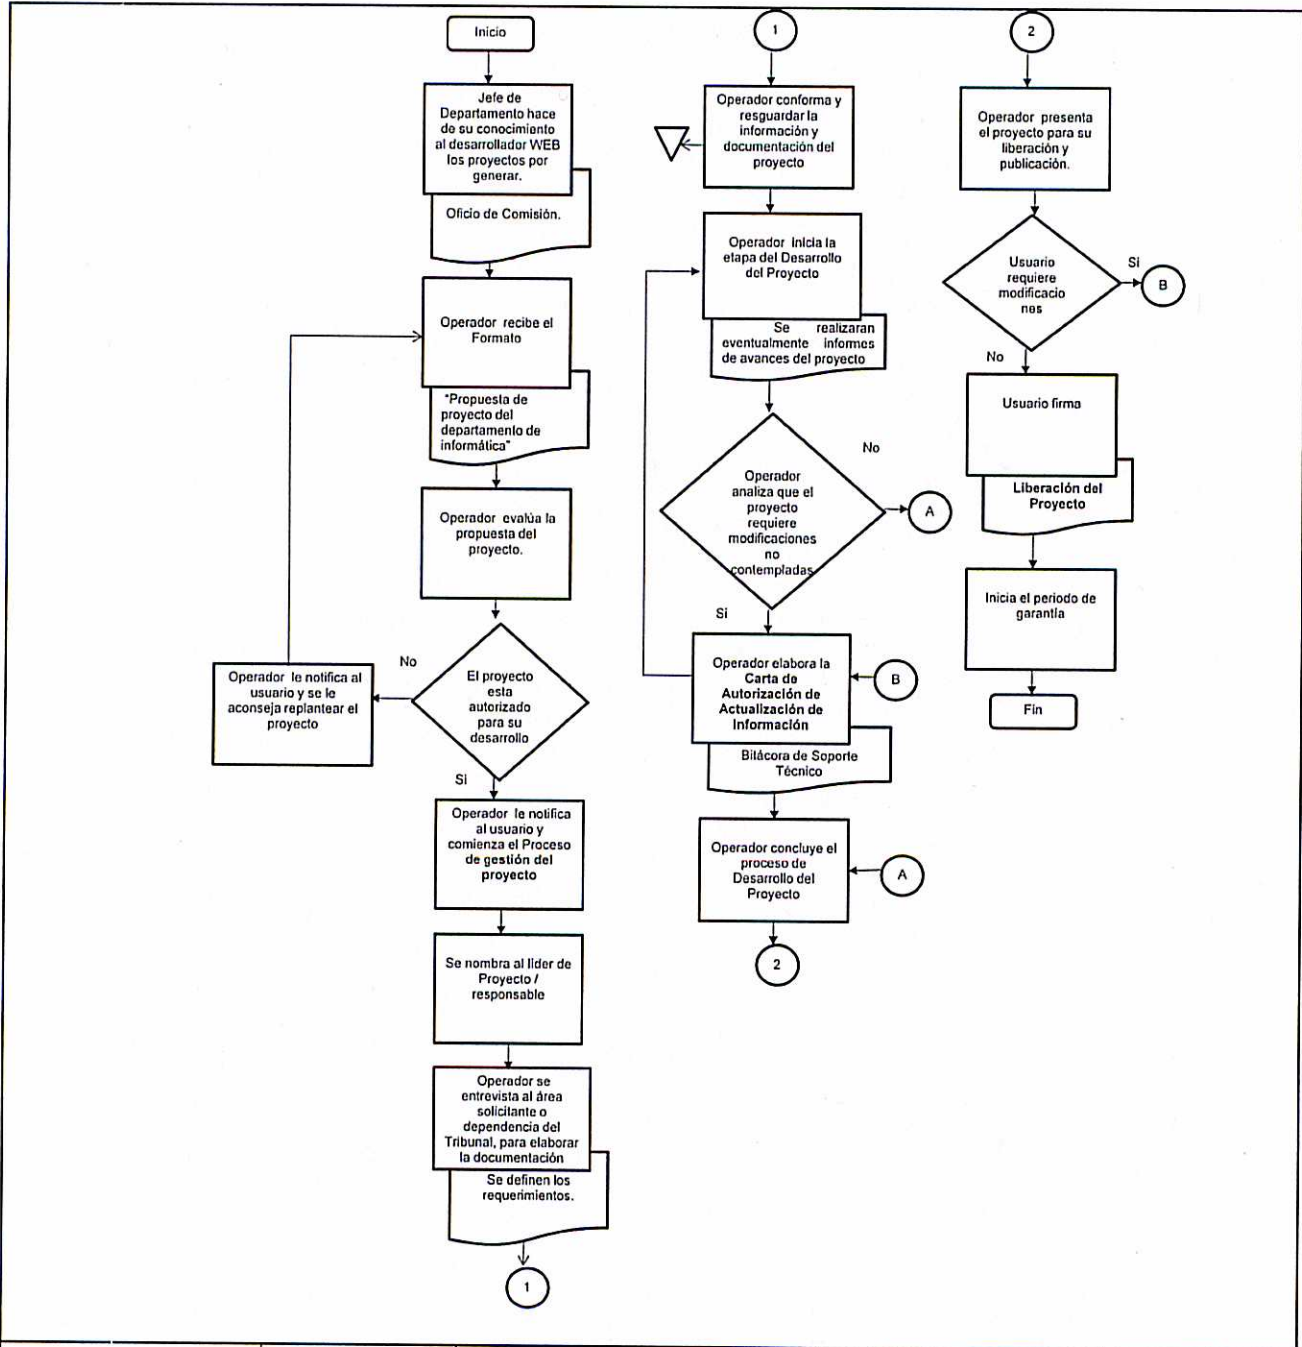 Inicio
Jefe de
Departamento hace
de su conocimiento
al desarrollador WEB
los proyectos por
generar.
Oficio de Comisión.
Operador recibe el
Formato
"Propuesta de
proyecto del
departamento de
informática"
Operador evalúa la
propuesta del
proyecto.
El proyecto
esta
autorizado
para su
desarrollo
No
Operador le notifica al
usuario y se le
aconseja replantear el
proyecto
Si
Operador le notifica
al usuario y
comienza el Proceso
de gestión del
proyecto
Se nombra al líder de
Proyecto /
responsable
Operador se
entrevista al área
solicitante o
dependencia del
Tribunal, para elaborar
la documentación
Se definen los
requerimientos.
1
1
Operador conforma y
resguardar la
información y
documentación del
proyecto
Operador inicia la
etapa del Desarrollo
del Proyecto
Se realizaran
eventualmente informes
de avances del proyecto
Operador
analiza que el
proyecto
requiere
modificaciones
no
contempladas
No
A
Si
Operador elabora la
Carta de
Autorización de
Actualización de
Información
B
Bitácora de Soporte
Técnico
Operador concluye el
proceso de
Desarrollo del
Proyecto
A
2
2
Operador presenta
el proyecto para su
liberación y
publicación.
Usuario
requiere
modificacio
nes
Si
B
No
Usuario firma
Liberación del
Proyecto
Inicia el periodo de
garantía
Fin